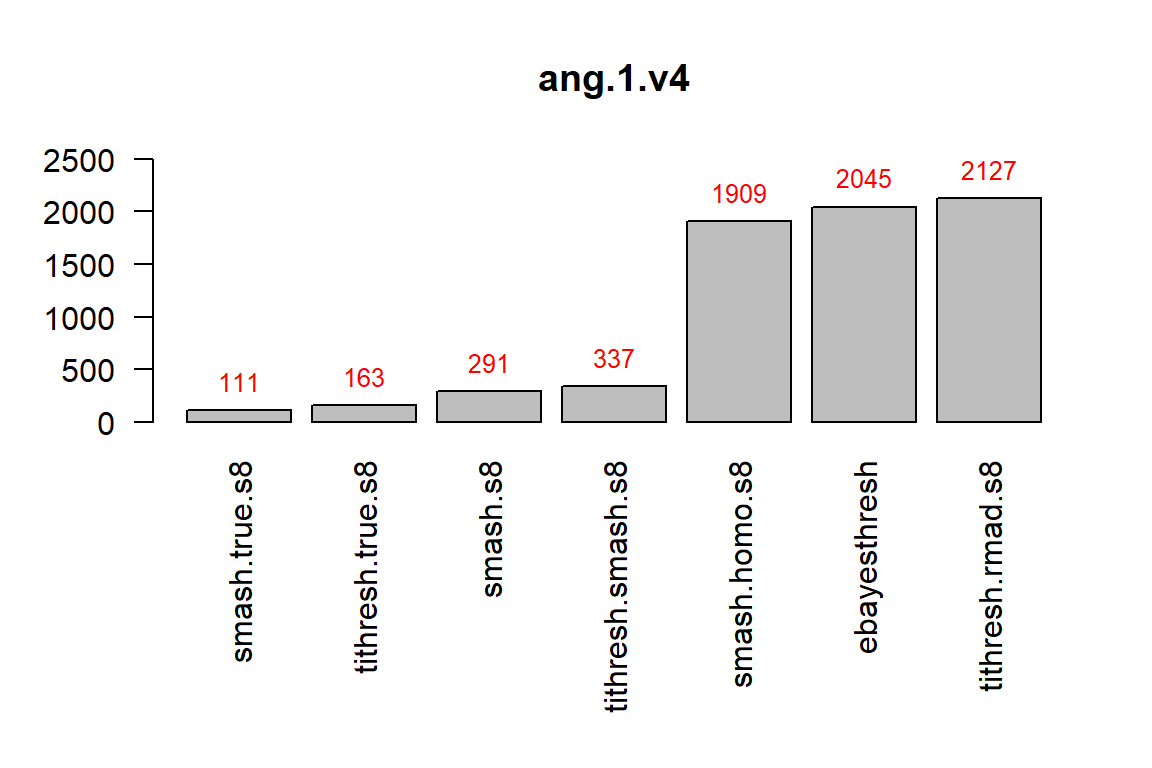 ang.1.v4
2500
2000
1500
1000
500
0
111
163
291
337
1909
2045
2127
smash.true.s8
tithresh.true.s8
smash.s8
tithresh.smash.s8
smash.homo.s8
ebayesthresh
tithresh.rmad.s8